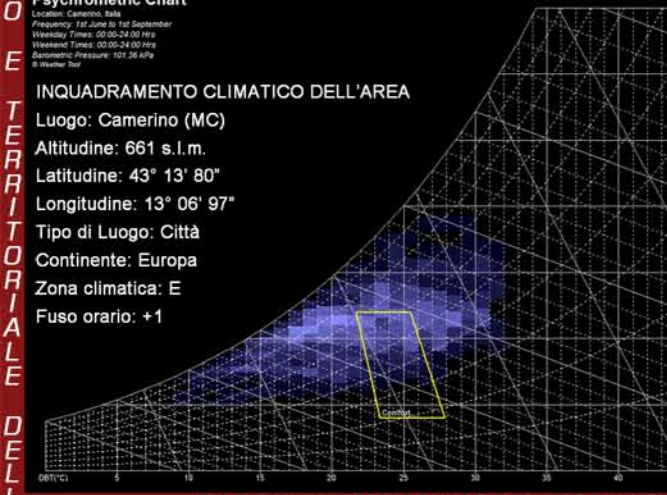 O E TERRITORIALE DELL
Psychrometric Chart
Location: Camerino, Italia
Frequency: 1st June to 1st September
Weekday Times: 00:00-24:00 Hrs
Weekend Times: 00:00-24:00 Hrs
Barometric Pressure: 101,36 kPa
© Weather Tool
INQUADRAMENTO CLIMATICO DELL'AREA
Luogo: Camerino (MC)
Altitudine: 661 s.l.m.
Latitudine: 43° 13' 80"
Longitudine: 13° 06' 97"
Tipo di Luogo: Città
Continente: Europa
Zona climatica: E
Fuso orario: +1
Comfort
DBT(°C) 5 10 15 20 25 30 35 40